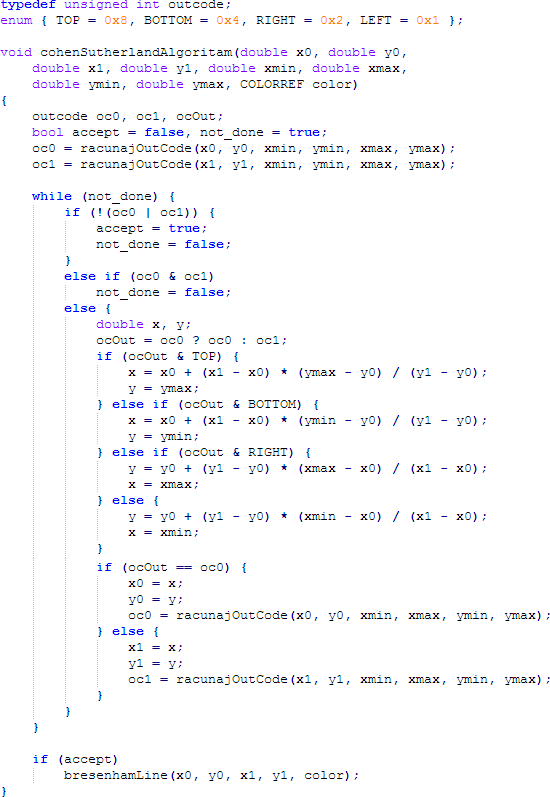 typedef unsigned int outcode;
enum { TOP = 0x8, BOTTOM = 0x4, RIGHT = 0x2, LEFT = 0x1 };

void cohenSutherlandAlgoritam(double x0, double y0,
    double x1, double y1, double xmin, double xmax,
    double ymin, double ymax, COLORREF color)
{
    outcode oc0, oc1, ocOut;
    bool accept = false, not_done = true;
    oc0 = racunajOutCode(x0, y0, xmin, ymin, xmax, ymax);
    oc1 = racunajOutCode(x1, y1, xmin, ymin, xmax, ymax);

    while (not_done) {
        if (!(oc0 | oc1)) {
            accept = true;
            not_done = false;
        }
        else if (oc0 & oc1)
            not_done = false;
        else {
            double x, y;
            ocOut = oc0 ? oc0 : oc1;
            if (ocOut & TOP) {
                x = x0 + (x1 - x0) * (ymax - y0) / (y1 - y0);
                y = ymax;
            } else if (ocOut & BOTTOM) {
                x = x0 + (x1 - x0) * (ymin - y0) / (y1 - y0);
                y = ymin;
            } else if (ocOut & RIGHT) {
                y = y0 + (y1 - y0) * (xmax - x0) / (x1 - x0);
                x = xmax;
            } else {
                y = y0 + (y1 - y0) * (xmin - x0) / (x1 - x0);
                x = xmin;
            }
            if (ocOut == oc0) {
                x0 = x;
                y0 = y;
                oc0 = racunajOutCode(x0, y0, xmin, xmax, ymin, ymax);
            } else {
                x1 = x;
                y1 = y;
                oc1 = racunajOutCode(x1, y1, xmin, xmax, ymin, ymax);
            }
        }
    }

    if (accept)
        bresenhamLine(x0, y0, x1, y1, color);
}